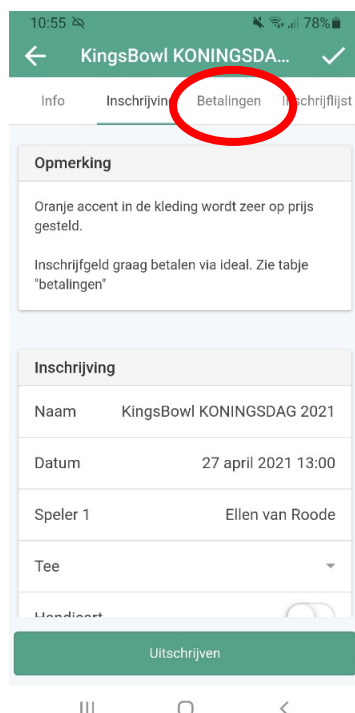 10:55 78%
KingsBowl KONINGSDA...
Info Inschrijving Betalingen Inschrijflijst
Opmerking
Oranje accent in de kleding wordt zeer op prijs
gesteld.
Inschrijfgeld graag betalen via ideal. Zie tabje
"betalingen"
Inschrijving
Naam KingsBowl KONINGSDAG 2021
Datum 27 april 2021 13:00
Speler 1 Ellen van Roode
Tee
Handicart
Uitschrijven